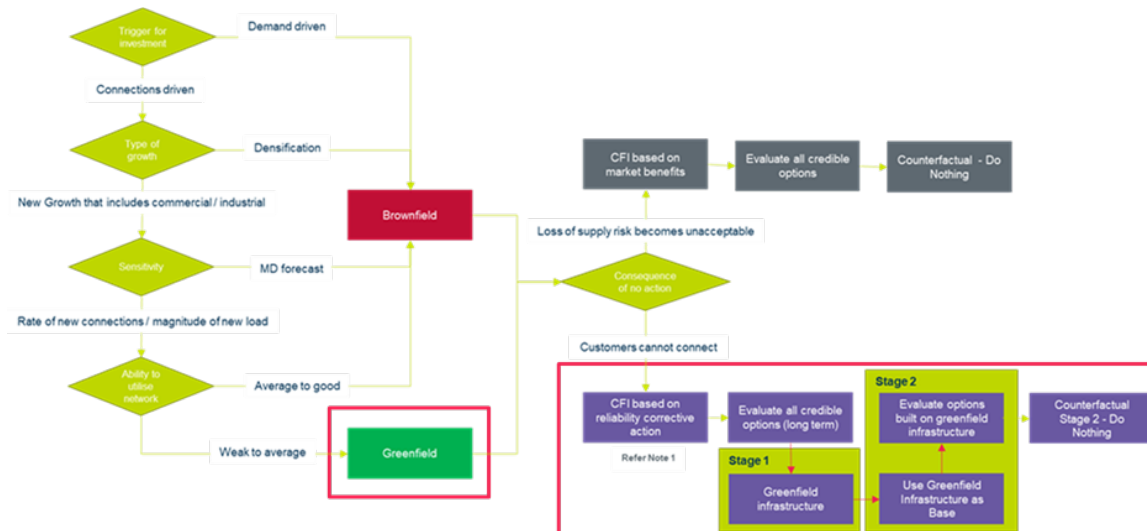 Trigger for
investment
Demand driven
Connections driven
Type of
growth
Densification
New Growth that includes commercial / industrial
Brownfield
Sensitivity
MD forecast
Rate of new connections / magnitude of new load
Ability to
utilise
network
Average to good
Weak to average
Greenfield
CFI based on
market benefits
Evaluate all credible
options
Counterfactual - Do
Nothing
Loss of supply risk becomes unacceptable
Consequence
of no action
Customers cannot connect
CFI based on
reliability corrective
action
Refer Note 1
Evaluate all credible
options (long term)
Stage 1
Greenfield
infrastructure
Stage 2
Evaluate options
built on greenfield
infrastructure
Use Greenfield
Infrastructure as
Base
Counterfactual
Stage 2 - Do
Nothing